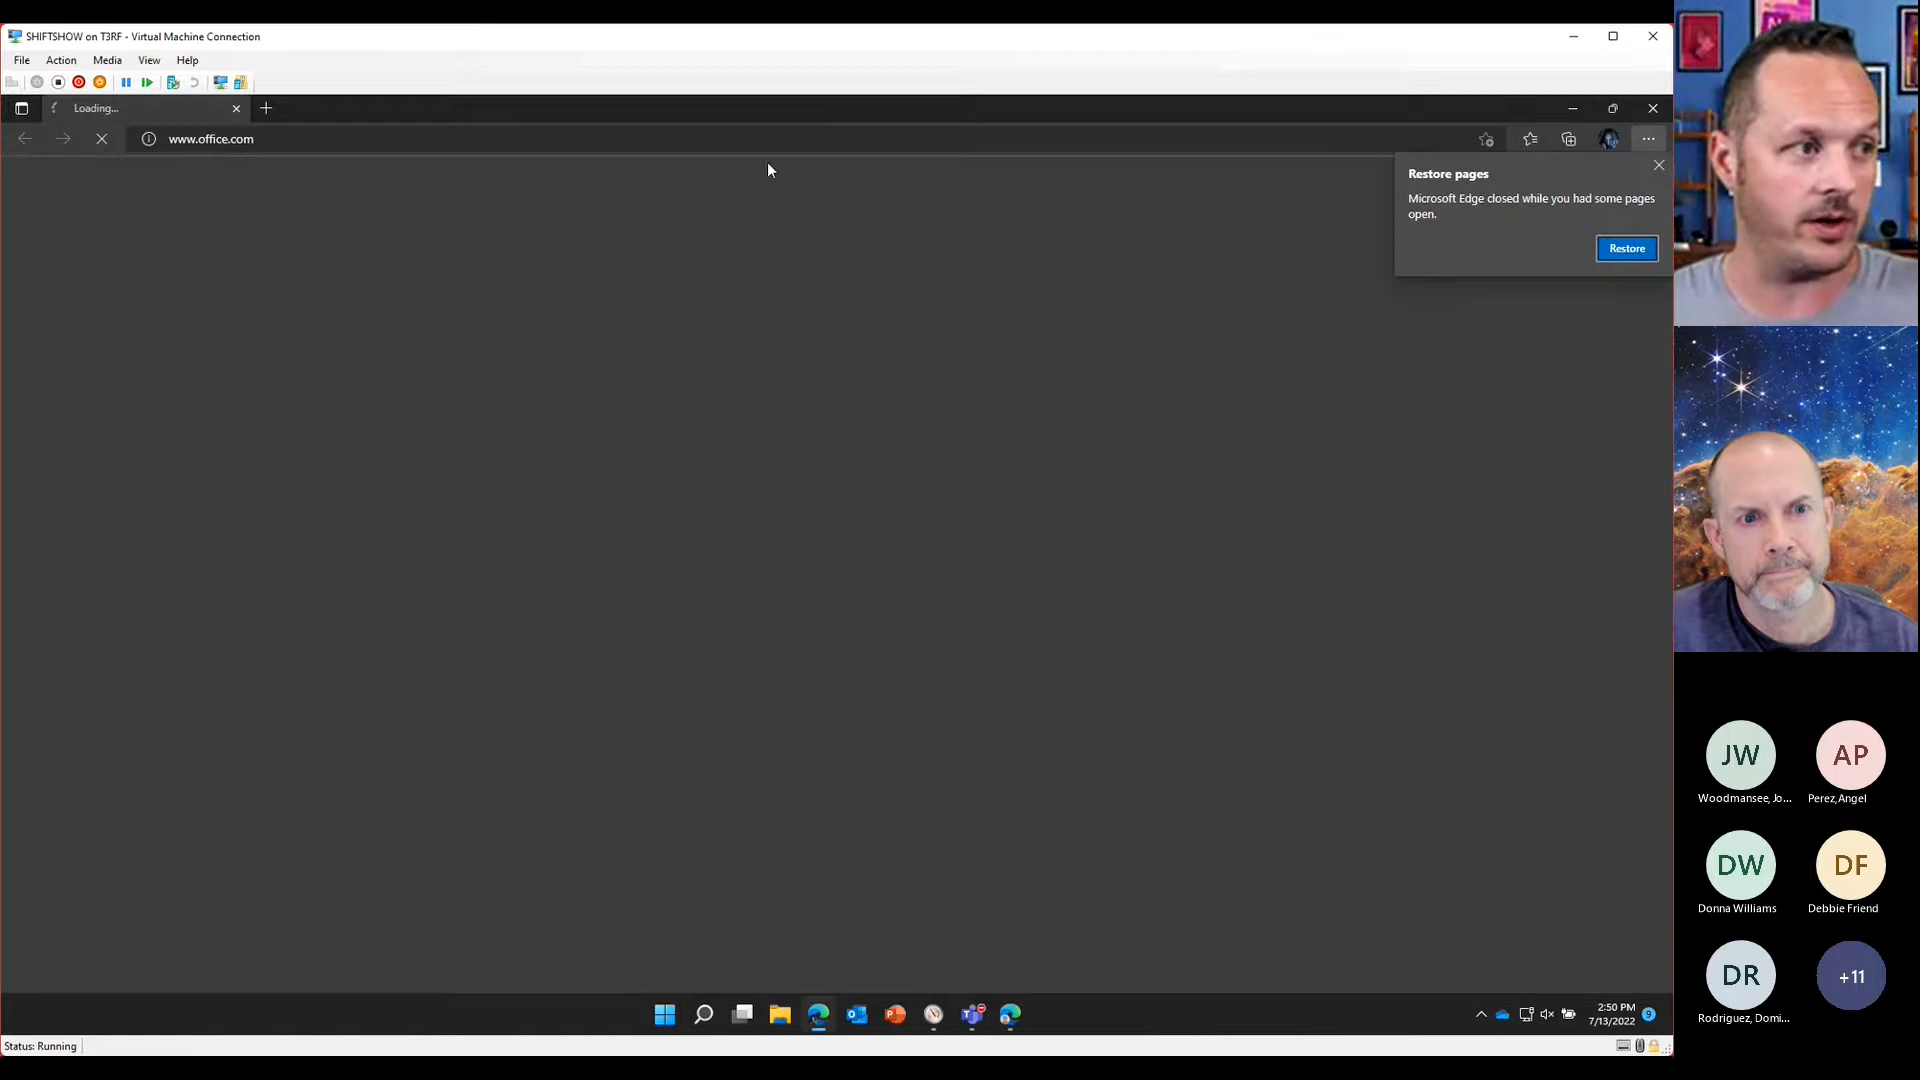 SHIFTSHOW on T3RF - Virtual Machine Connection
File Action Media View Help
Loading...
www.office.com
Restore pages
Microsoft Edge closed while you had some pages
open.
Restore
JW
Woodmansee, Jo...
AP
Perez,Angel
DW
Donna Williams
DF
Debbie Friend
DR
Rodriguez, Domi...
+11
2:50 PM
7/13/2022
9
Status: Running